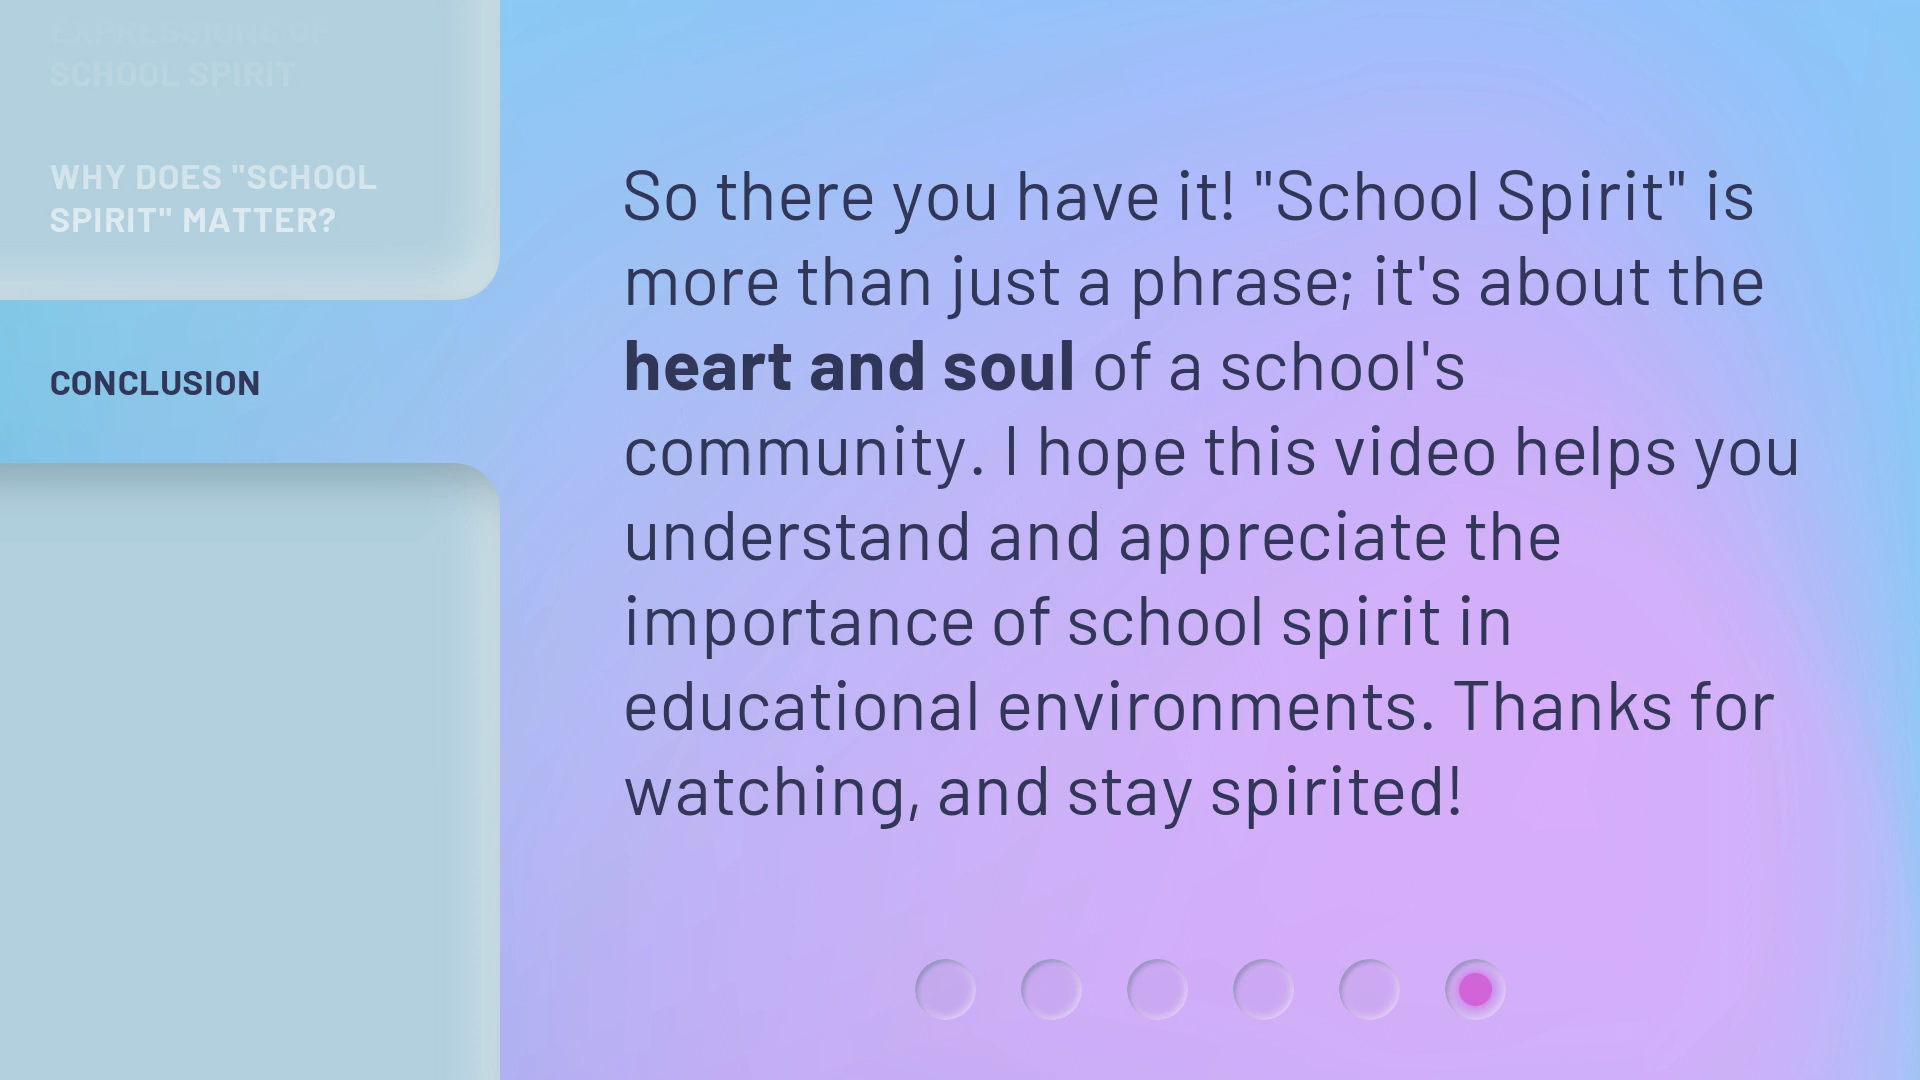 EXPRESSIONS OF
SCHOOL SPIRIT
WHY DOES "SCHOOL
SPIRIT" MATTER?
CONCLUSION
So there you have it! "School Spirit" is
more than just a phrase; it's about the
heart and soul of a school's
community. I hope this video helps you
understand and appreciate the
importance of school spirit in
educational environments. Thanks for
watching, and stay spirited!